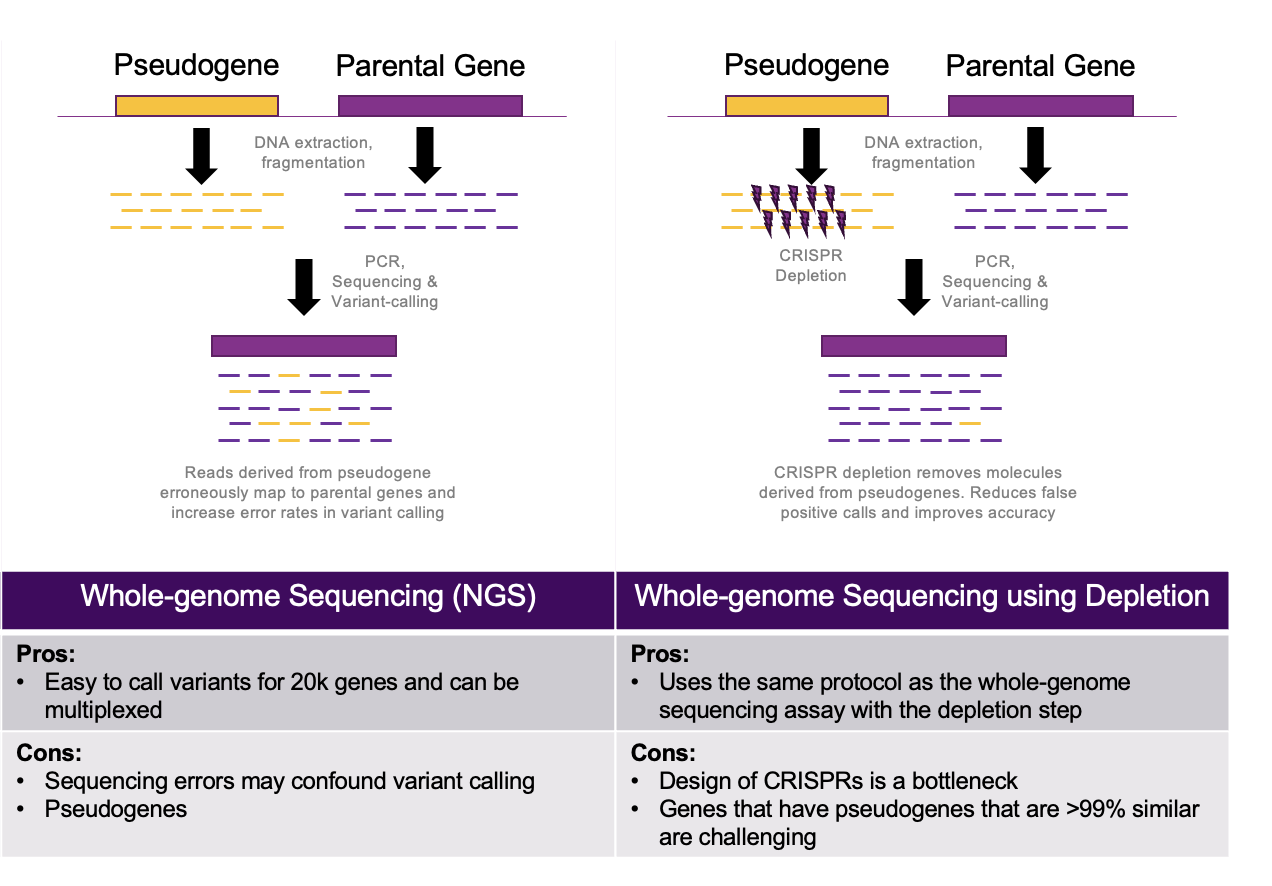 Pseudogene
Parental Gene
DNA extraction,
fragmentation
PCR,
Sequencing &
Variant-calling
Reads derived from pseudogene
erroneously map to parental genes and
increase error rates in variant calling
Pseudogene
Parental Gene
DNA extraction,
fragmentation
CRISPR
Depletion
PCR,
Sequencing &
Variant-calling
CRISPR depletion removes molecules
derived from pseudogenes. Reduces false
positive calls and improves accuracy
Whole-genome Sequencing (NGS)
Whole-genome Sequencing using Depletion
Pros:
• Easy to call variants for 20k genes and can be
multiplexed
Pros:
• Uses the same protocol as the whole-genome
sequencing assay with the depletion step
Cons:
• Sequencing errors may confound variant calling
• Pseudogenes
Cons:
• Design of CRISPRs is a bottleneck
• Genes that have pseudogenes that are >99% similar
are challenging